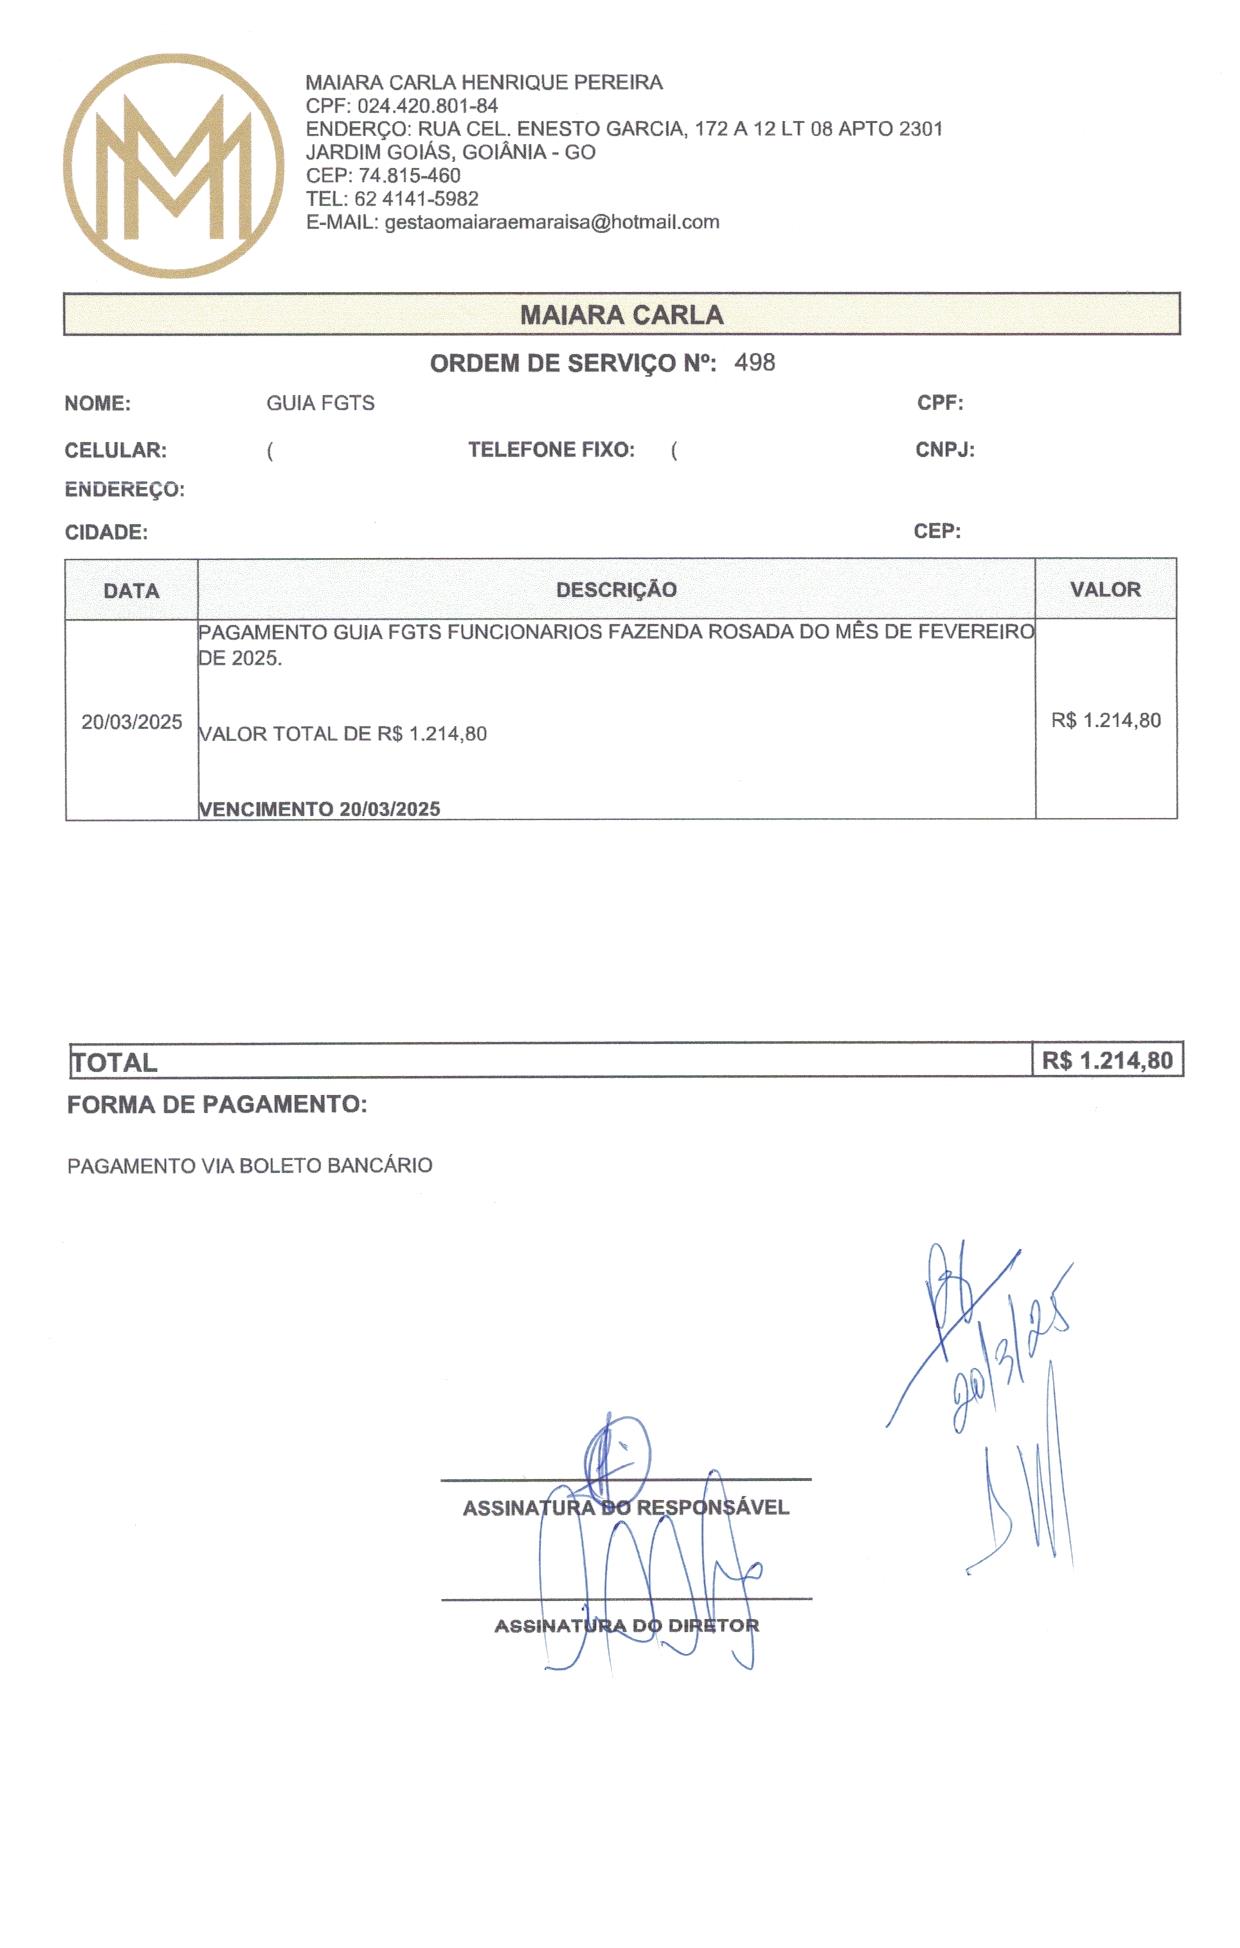 MAIARA CARLA HENRIQUE PEREIRA
CPF: 024.420.801-84
ENDERÇO: RUA CEL. ENESTO GARCIA, 172 A 12 LT 08 APTO 2301
JARDIM GOIÁS, GOIÂNIA - GO
CEP: 74.815-460
TEL: 62 4141-5982
E-MAIL: gestaomaiaraemaraisa@hotmail.com
MAIARA CARLA
ORDEM DE SERVIÇO Nº: 498
NOME: GUIA FGTS CPF:
CELULAR: ( TELEFONE FIXO: ( CNPJ:
ENDEREÇO:
CIDADE: CEP:
DATA DESCRIÇÃO VALOR
PAGAMENTO GUIA FGTS FUNCIONARIOS FAZENDA ROSADA DO MÊS DE FEVEREIRO
DE 2025.
20/03/2025 R$ 1.214,80
VALOR TOTAL DE R$ 1.214,80
VENCIMENTO 20/03/2025
TOTAL R$ 1.214,80
FORMA DE PAGAMENTO:
PAGAMENTO VIA BOLETO BANCÁRIO
20/3/25
ASSINATURA DO RESPONSÁVEL
ASSINATURA DO DIRETOR